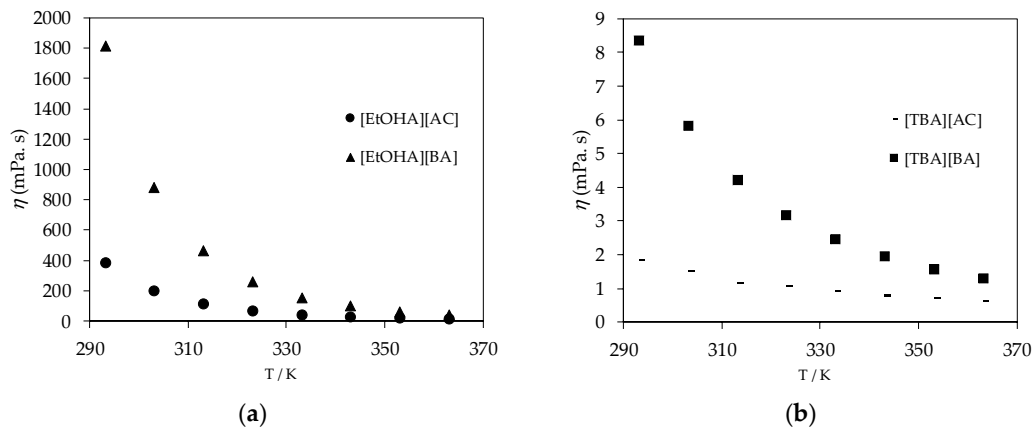 2000
1800
1600
1400
1200
1000
800
600
400
200
0
η (mPa. s)
[EtOHA][AC]
[EtOHA][BA]
290 310 330 350 370
T / K
(a)
9
8
7
6
5
4
3
2
1
0
η (mPa. s)
[TBA][AC]
[TBA][BA]
290 310 330 350 370
T / K
(b)